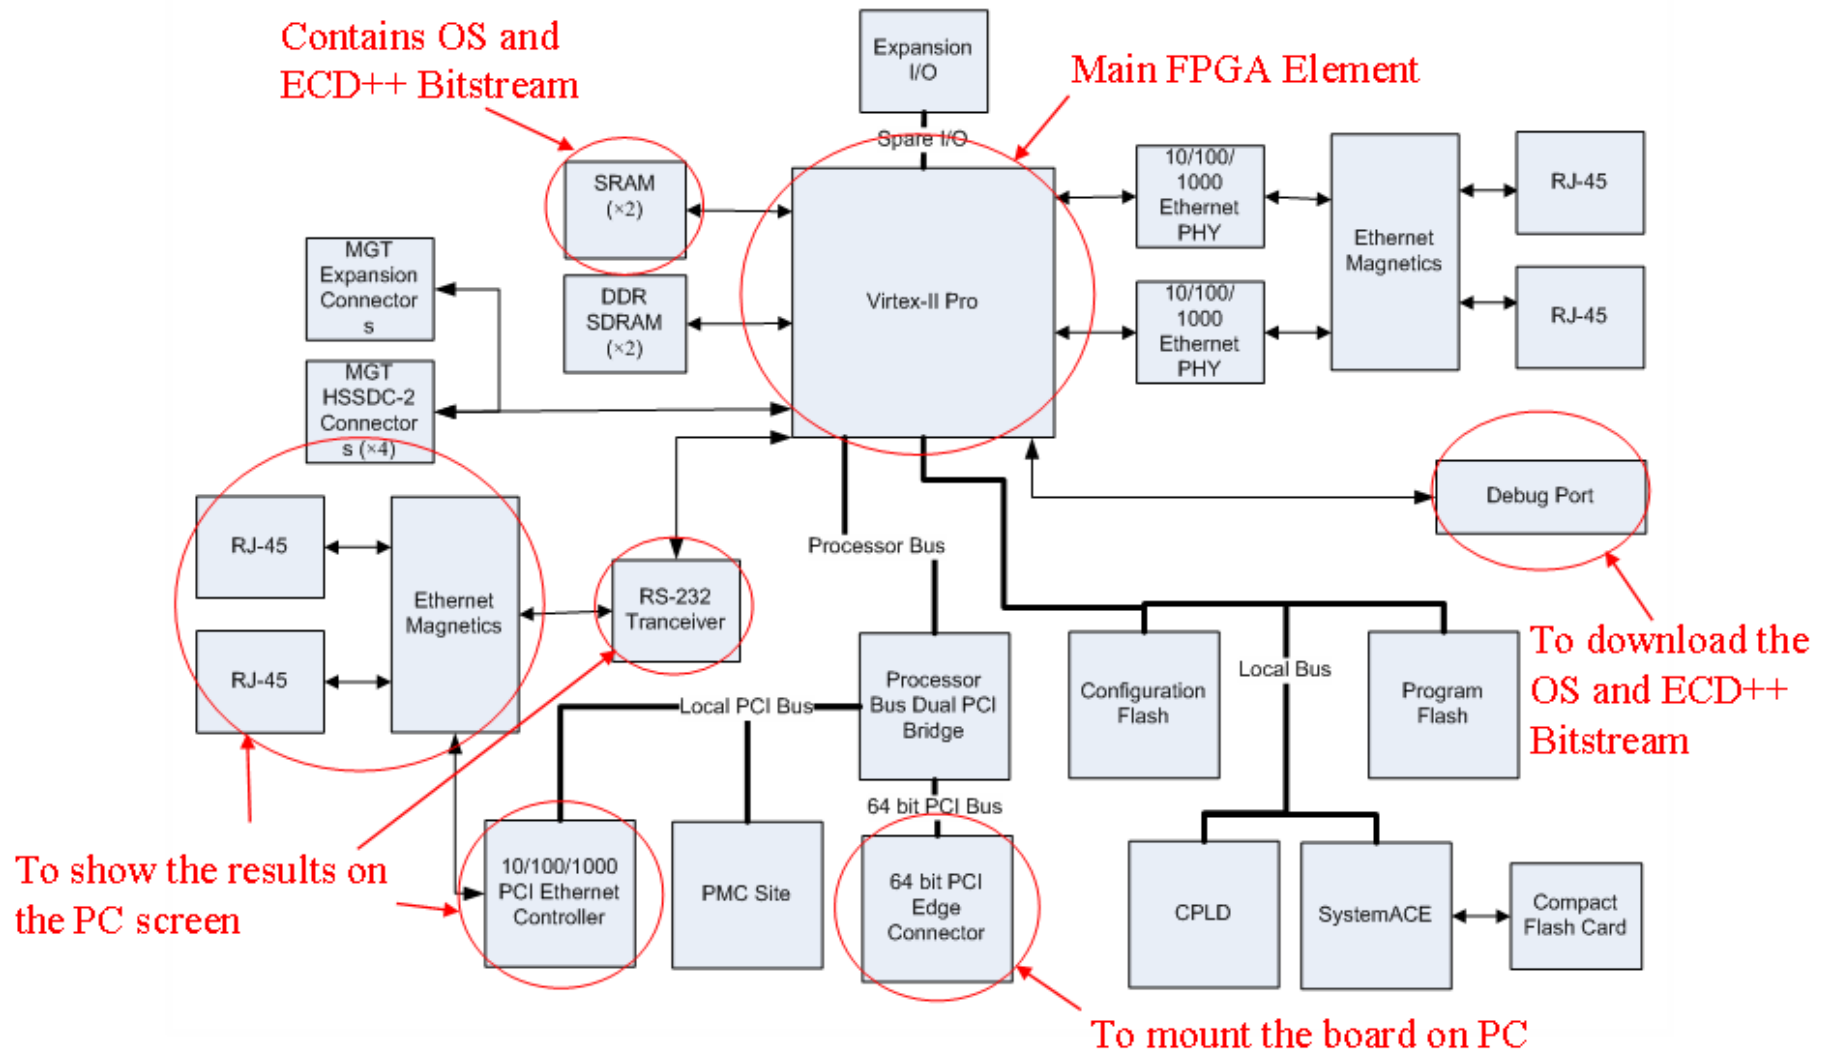 Contains OS and
ECD++ Bitstream
Expansion
I/O
Main FPGA Element
Spare I/O
SRAM
(×2)
10/100/
1000
Ethernet
PHY
RJ-45
Ethernet
Magnetics
MGT
Expansion
Connector
s
DDR
SDRAM
(×2)
Virtex-II Pro
10/100/
1000
Ethernet
PHY
RJ-45
MGT
HSSDC-2
Connector
s (×4)
Debug Port
RJ-45
Processor Bus
Ethernet
Magnetics
RS-232
Tranceiver
RJ-45
Processor
Bus Dual PCI
Bridge
Configuration
Flash
Local Bus
Program
Flash
To download the
OS and ECD++
Bitstream
Local PCI Bus
64 bit PCI Bus
To show the results on
the PC screen
10/100/1000
PCI Ethernet
Controller
PMC Site
64 bit PCI
Edge
Connector
CPLD
SystemACE
Compact
Flash Card
To mount the board on PC